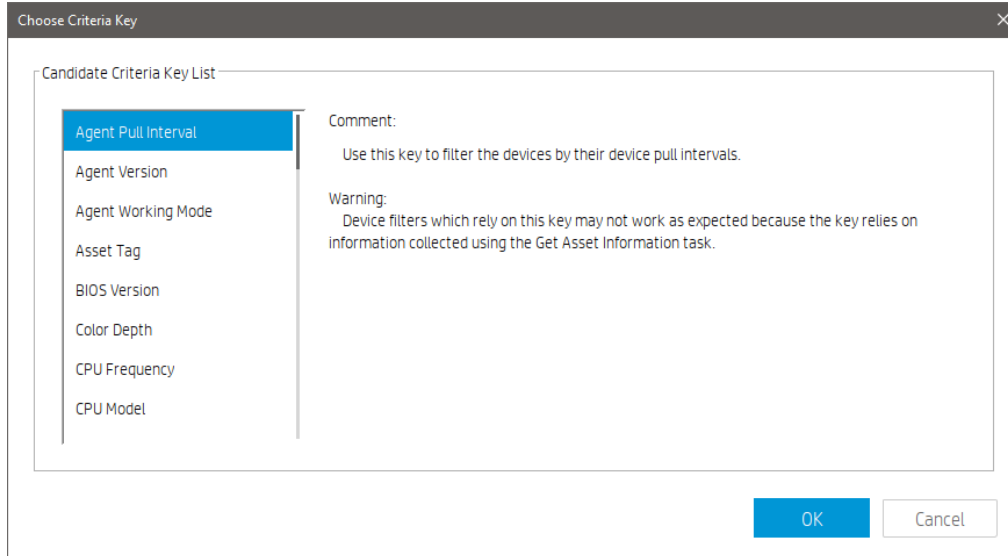 Choose Criteria Key
Candidate Criteria Key List
Agent Pull Interval
Agent Version
Agent Working Mode
Asset Tag
BIOS Version
Color Depth
CPU Frequency
CPU Model
Comment:
Use this key to filter the devices by their device pull intervals.
Warning:
Device filters which rely on this key may not work as expected because the key relies on
information collected using the Get Asset Information task.
OK
Cancel